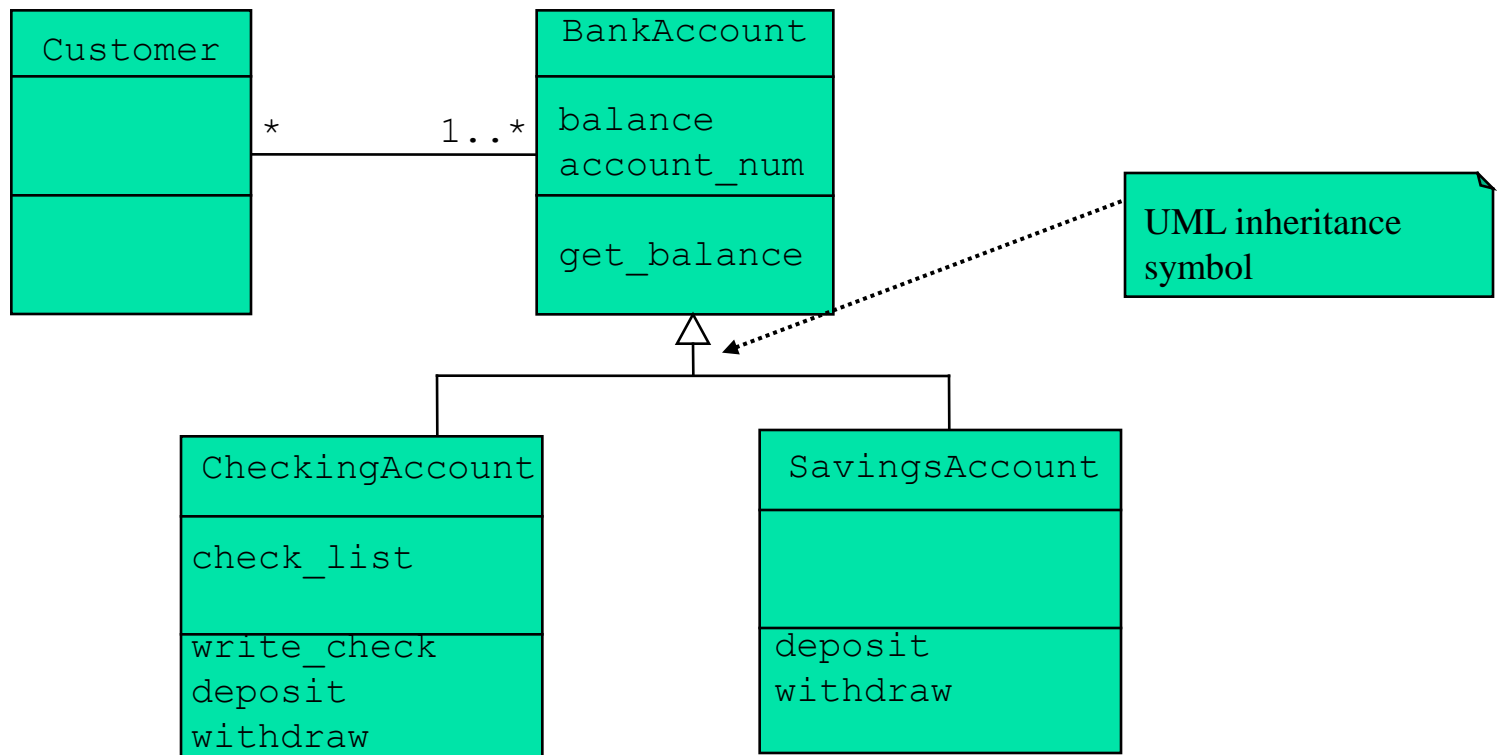 Customer
*
1..*
BankAccount
balance
account_num
get_balance
UML inheritance
symbol
CheckingAccount
check_list
write_check
deposit
withdraw
SavingsAccount
deposit
withdraw